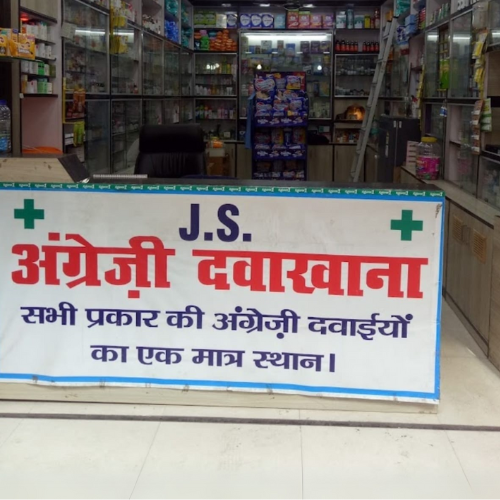 J.S.
अंग्रेज़ी दवाखाना
सभी प्रकार की अंग्रेज़ी दवाईयों
का एक मात्र स्थान।